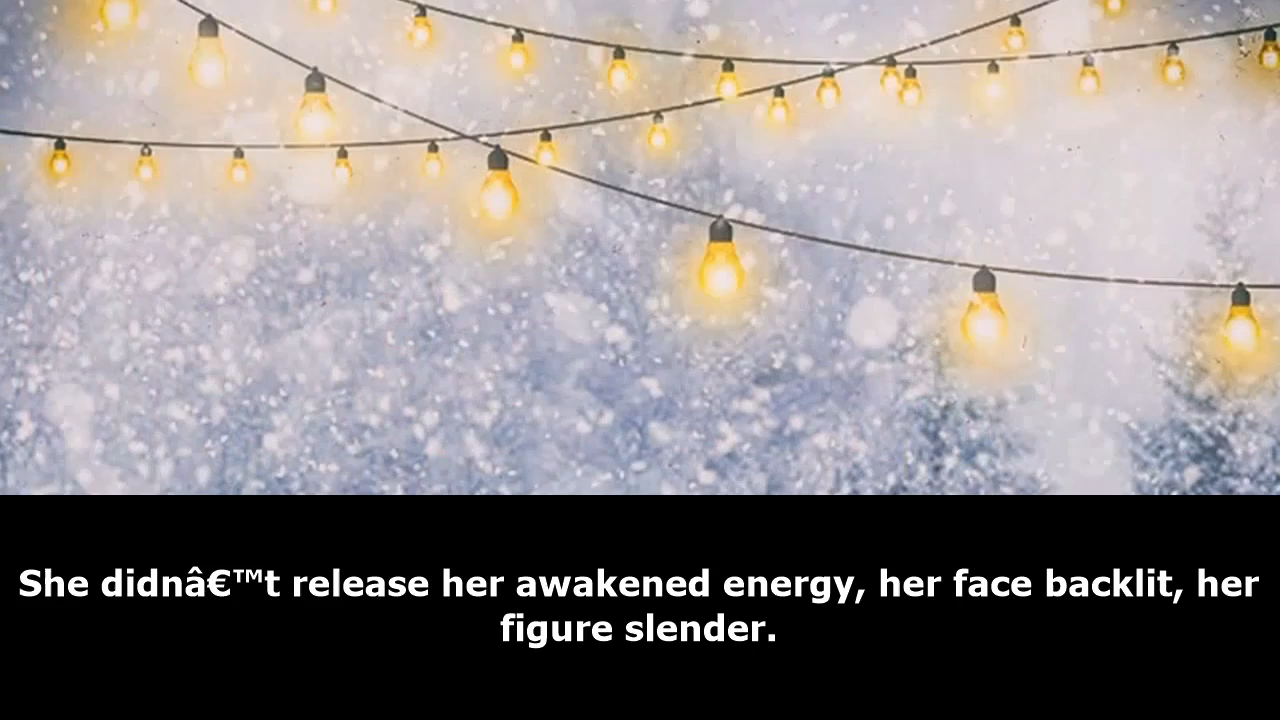 She didnâ€™t release her awakened energy, her face backlit, her
figure slender.